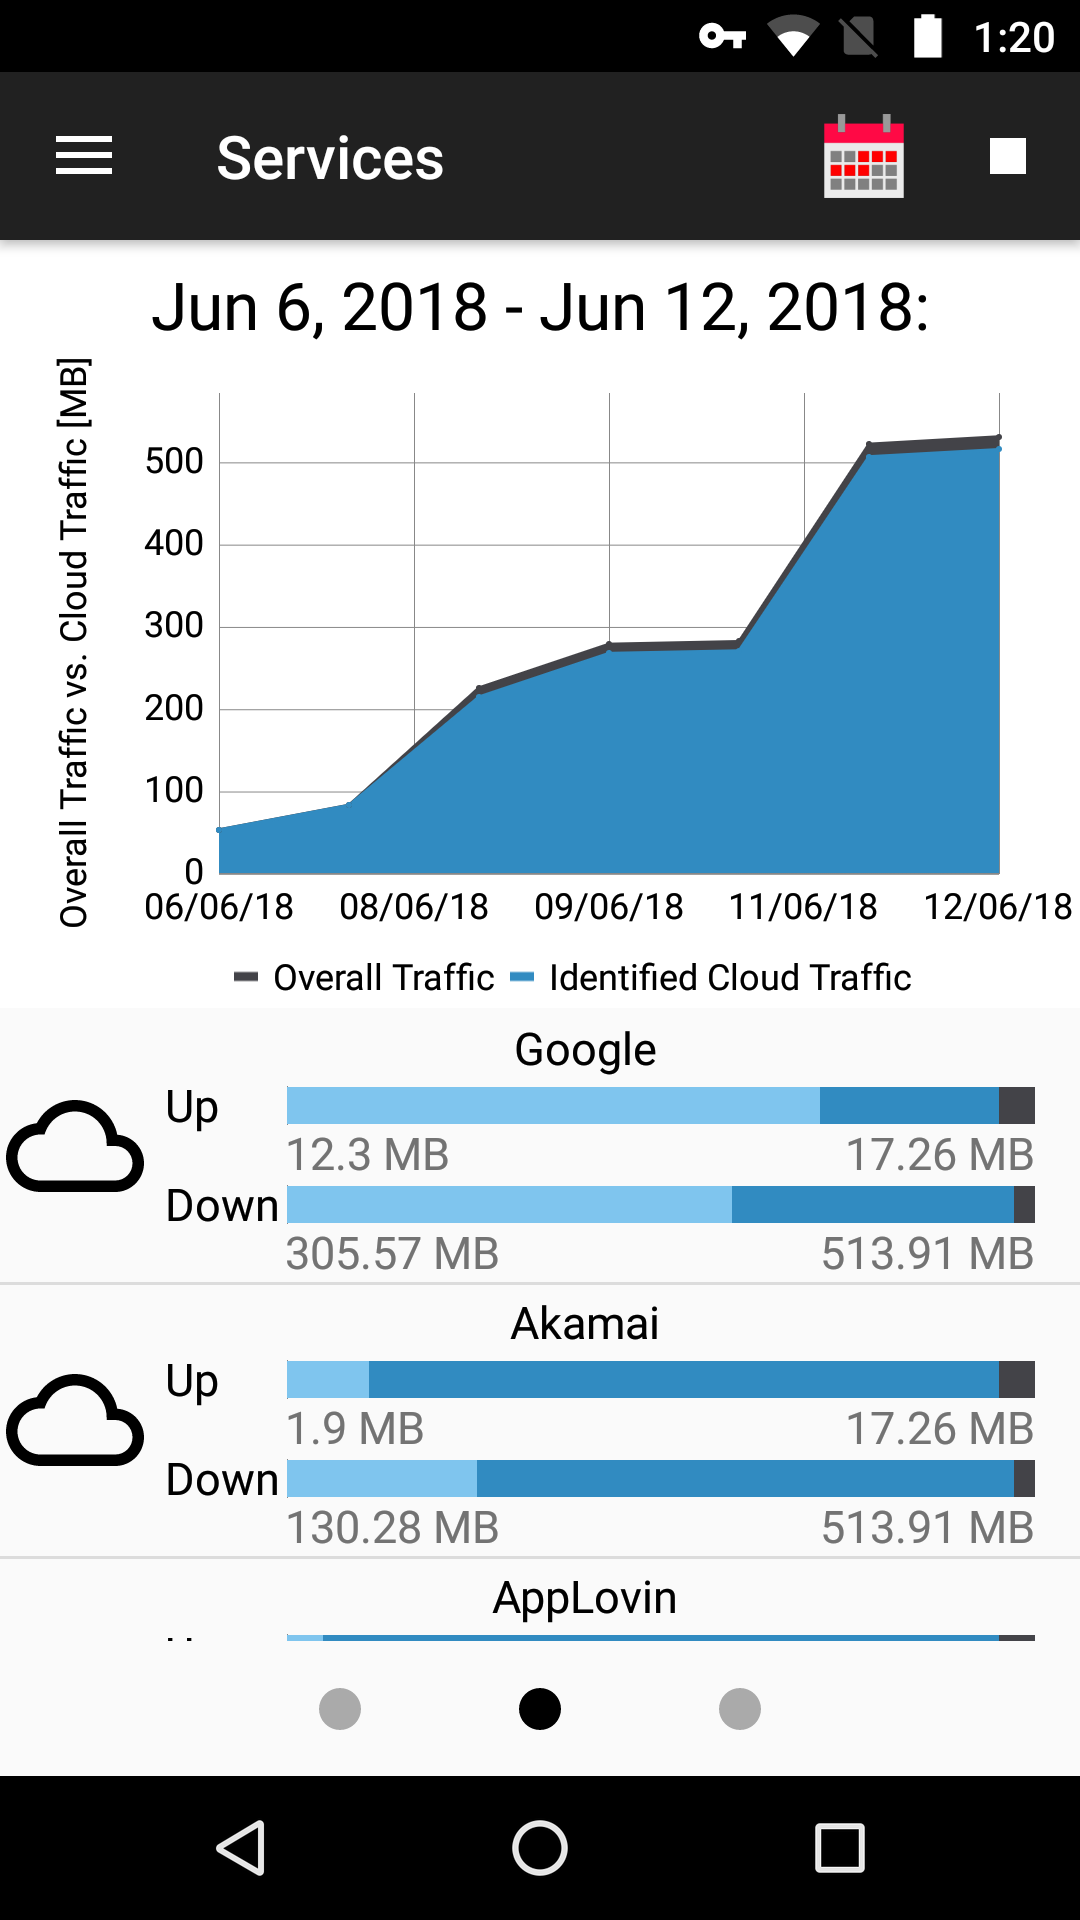 1:20
Services
Jun 6, 2018 - Jun 12, 2018:
Overall Traffic vs. Cloud Traffic [MB]
500
400
300
200
100
0
06/06/18 08/06/18 09/06/18 11/06/18 12/06/18
Overall Traffic Identified Cloud Traffic
Google
Up
12.3 MB 17.26 MB
Down
305.57 MB 513.91 MB
Akamai
Up
1.9 MB 17.26 MB
Down
130.28 MB 513.91 MB
AppLovin